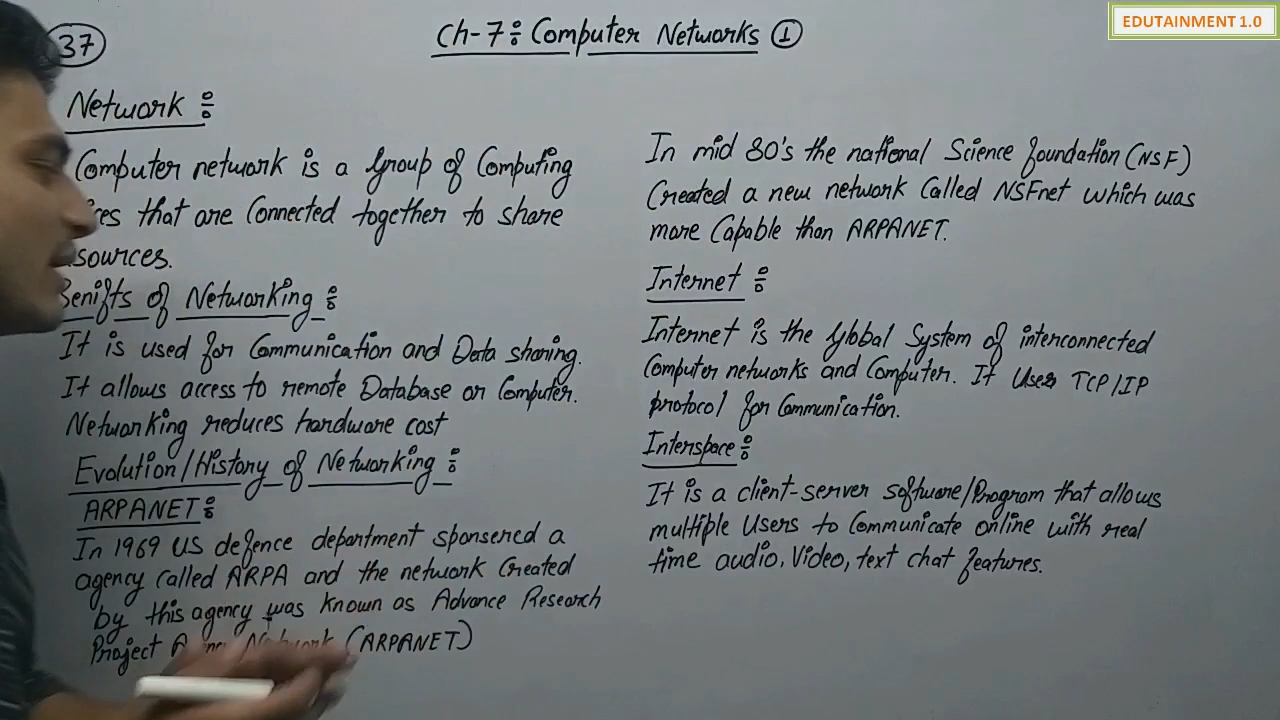 37
Ch-7: Computer Networks ①
EDUTAINMENT 1.0
Network :
Computer network is a group of Computing
that are Connected together to share
Benifts of Networking :
It is used for Communication and Data sharing.
It allows access to remote Database or Computer.
Networking reduces hardware cost
Evolution/History of Networking :
ARPANET :
In 1969 US defence department sponsered a
agency called ARPA and the network Created
by this agency was known as Advance Research
Project Network (ARPANET)
In mid 80's the national Science foundation (NSF)
Created a new network Called NSFnet which was
more Capable than ARPANET.
Internet :
Internet is the global System of interconnected
Computer networks and Computer. It Uses TCP/IP
protocol for Communication.
Interspace :
It is a client-server software/Program that allows
multiple Users to Communicate online with real
time audio, Video, text chat features.